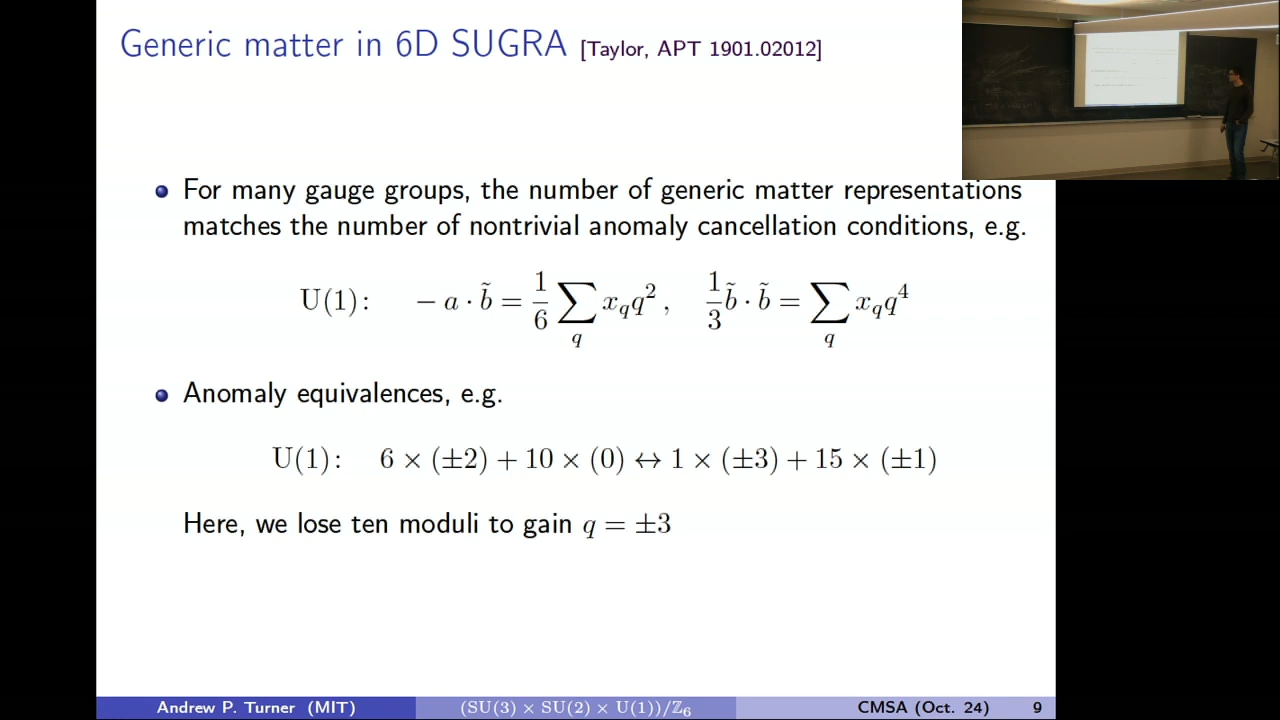 Generic matter in 6D SUGRA [Taylor, APT 1901.02012]
For many gauge groups, the number of generic matter representations
matches the number of nontrivial anomaly cancellation conditions, e.g.
U(1): − a · b̃ = 1/6 ∑_q x_q q², 1/3 b̃ · b̃ = ∑_q x_q q⁴
Anomaly equivalences, e.g.
U(1): 6 × (±2) + 10 × (0) ↔ 1 × (±3) + 15 × (±1)
Here, we lose ten moduli to gain q = ±3
Andrew P. Turner (MIT) (SU(3) × SU(2) × U(1))/ℤ₆ CMSA (Oct. 24) 9